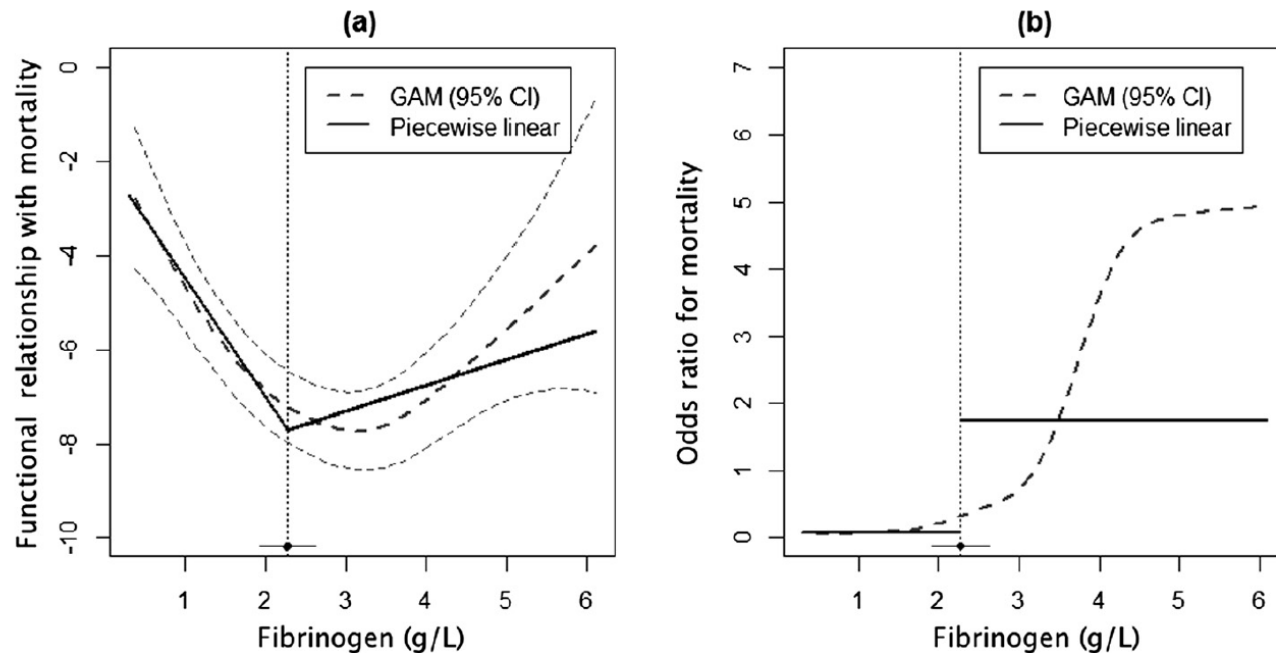 (a)
Functional relationship with mortality
0
-2
-4
-6
-8
-10
GAM (95% CI)
Piecewise linear
1 2 3 4 5 6
Fibrinogen (g/L)
(b)
Odds ratio for mortality
7
6
5
4
3
2
1
0
GAM (95% CI)
Piecewise linear
1 2 3 4 5 6
Fibrinogen (g/L)